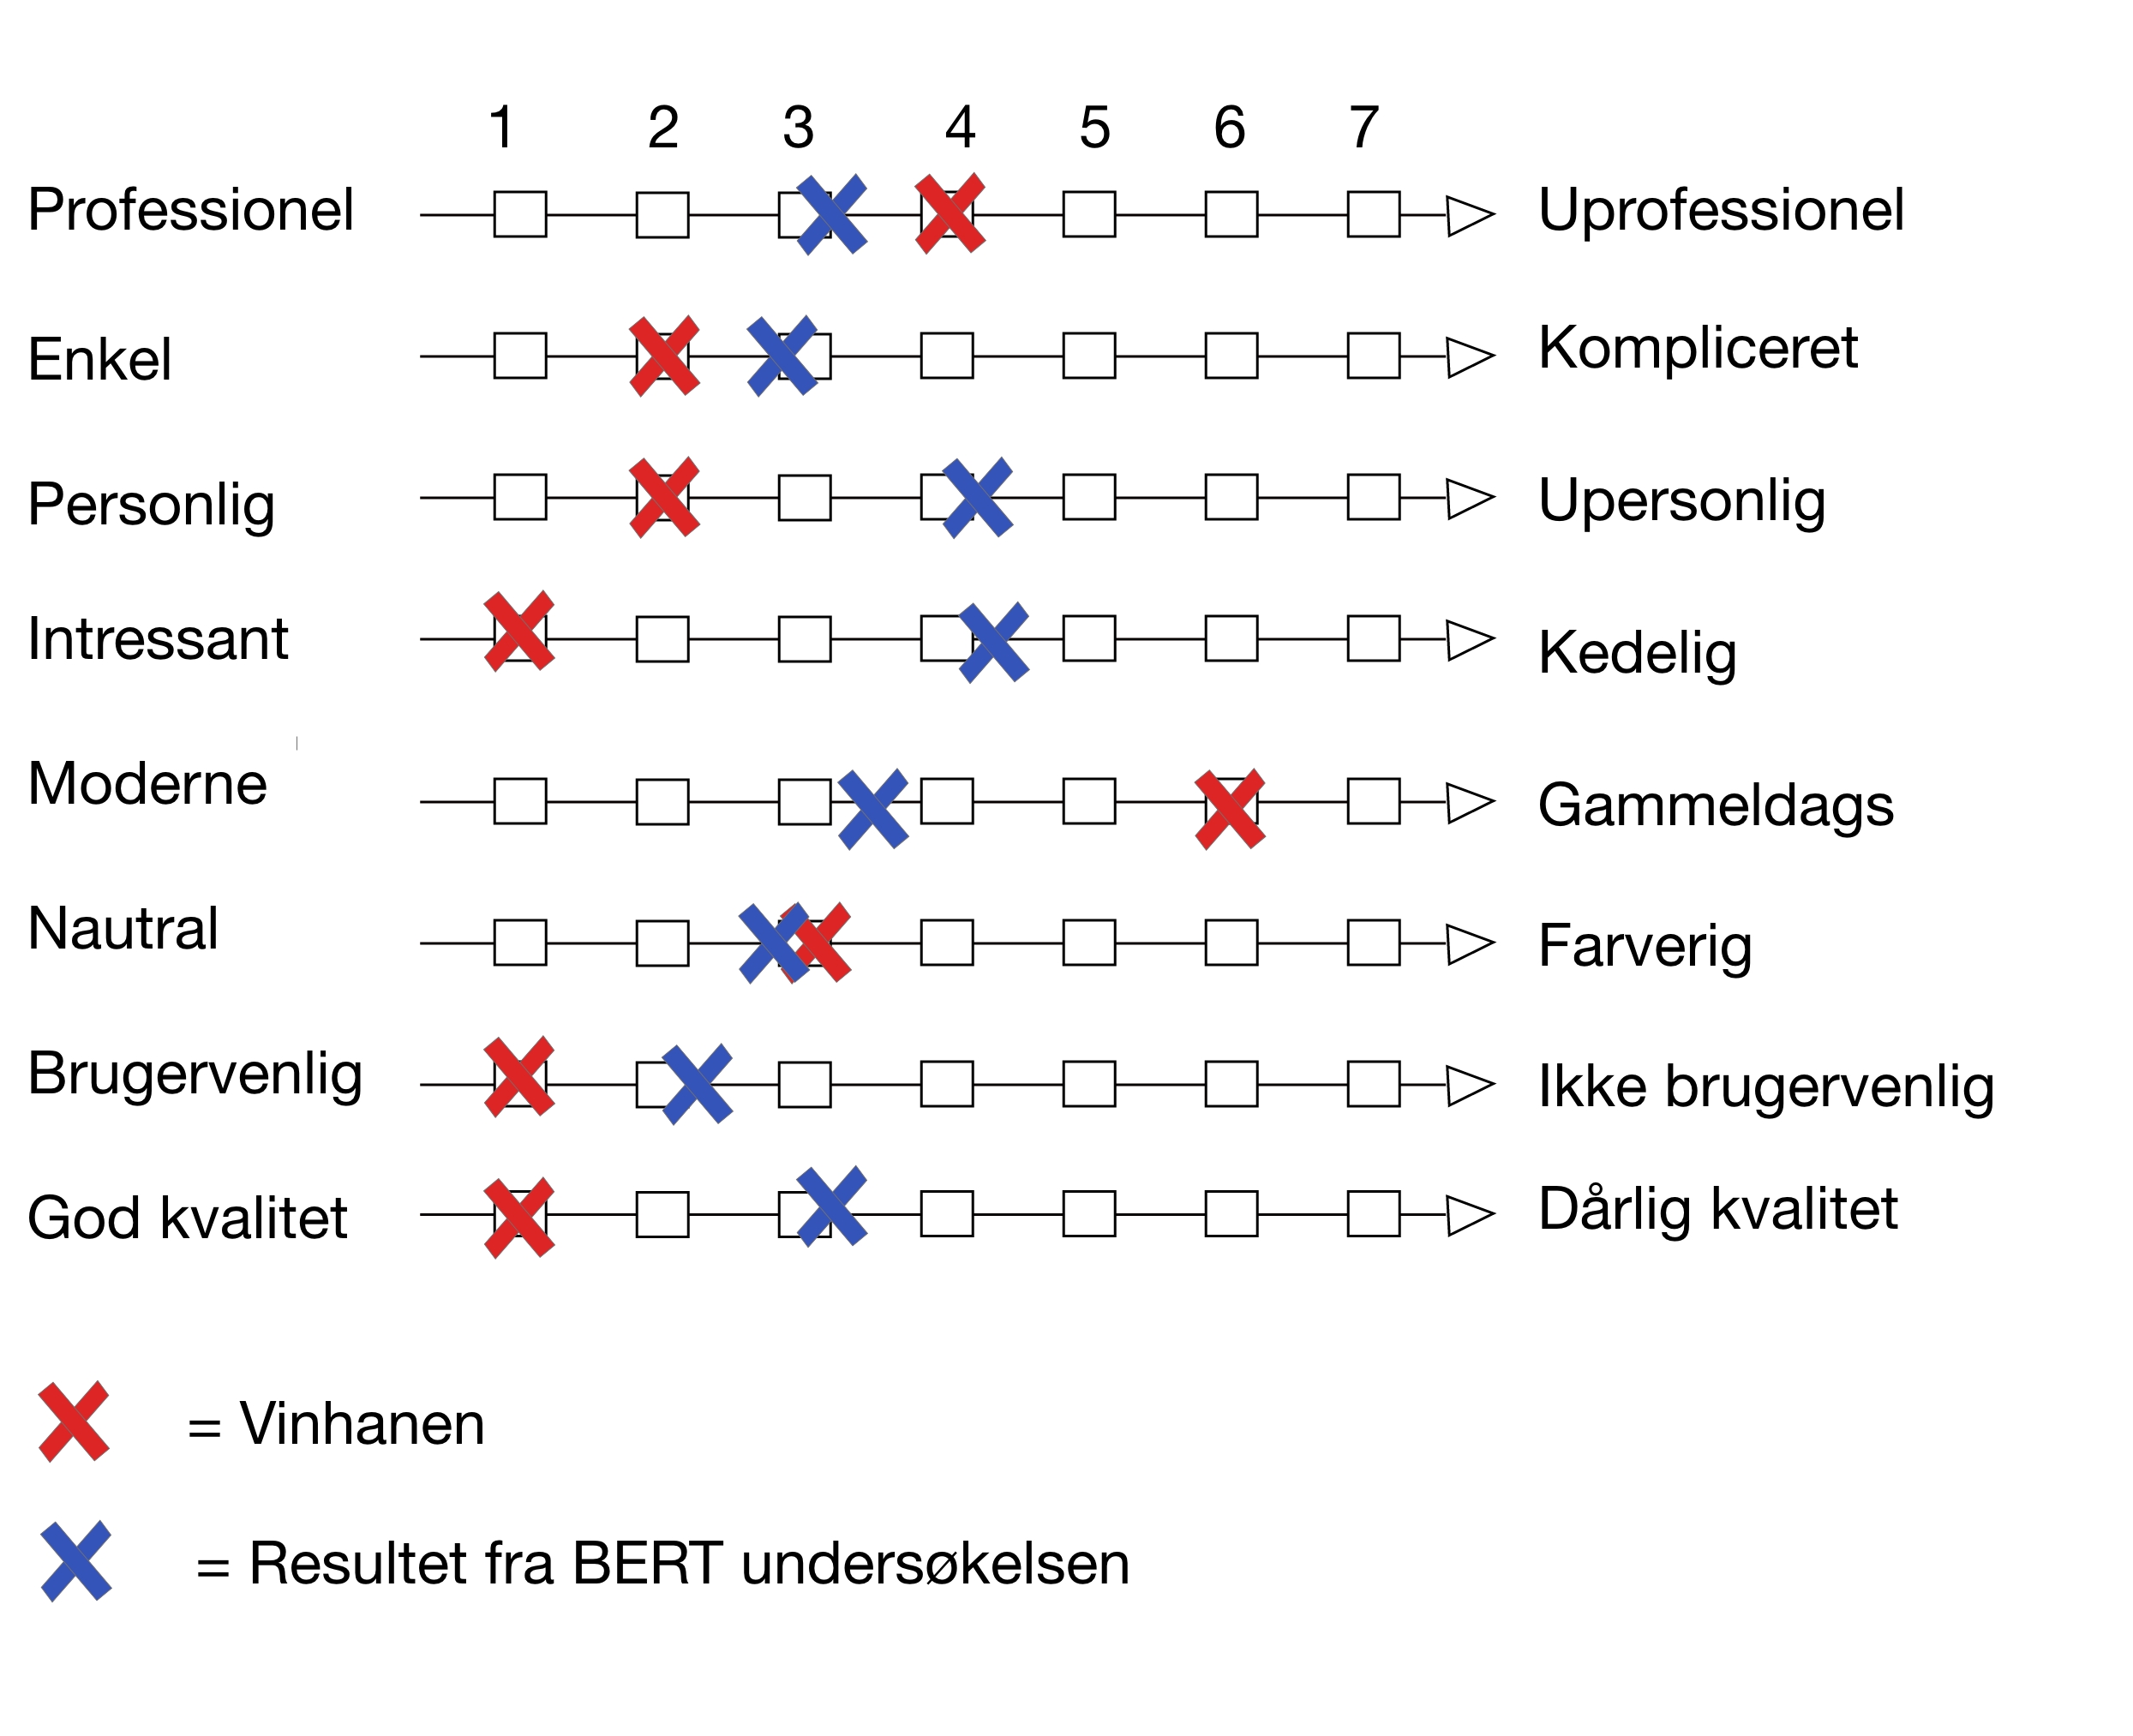 1 2 3 4 5 6 7
Professionel Uprofessionel
Enkel Kompliceret
Personlig Upersonlig
Intressant Kedelig
Moderne Gammeldags
Nautral Farverig
Brugervenlig Ikke brugervenlig
God kvalitet Dårlig kvalitet
= Vinhanen
= Resultet fra BERT undersøkelsen